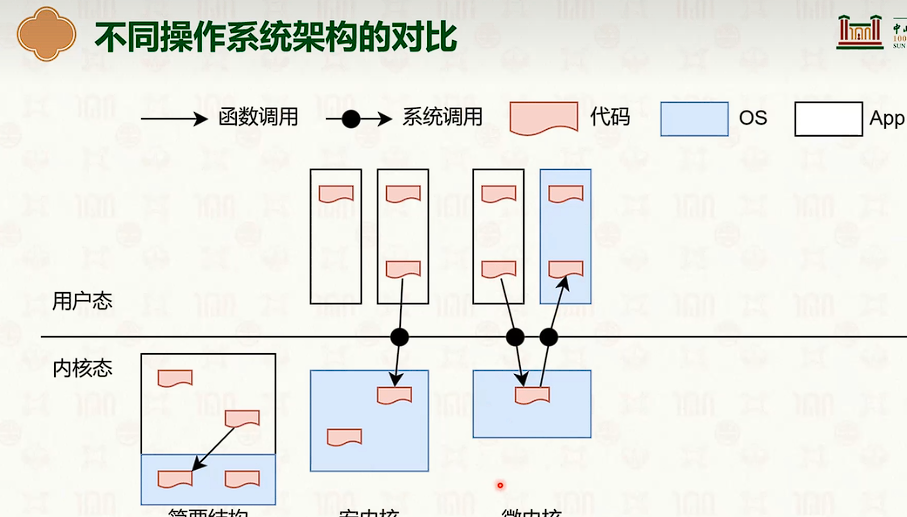 不同操作系统架构的对比
函数调用
系统调用
代码
OS
App
用户态
内核态
简要结构
宏内核
微内核